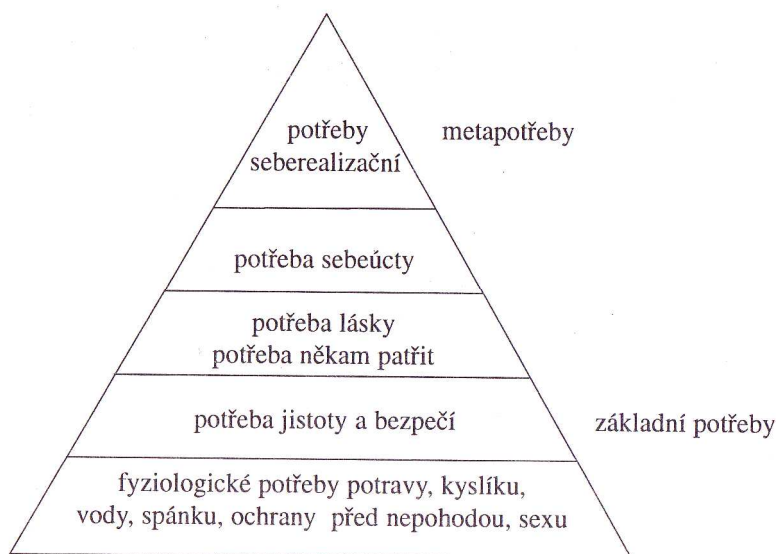 potřeby
seberealizační
metapotřeby
potřeba sebeúcty
potřeba lásky
potřeba někam patřit
potřeba jistoty a bezpečí
základní potřeby
fyziologické potřeby potravy, kyslíku,
vody, spánku, ochrany před nepohodou, sexu